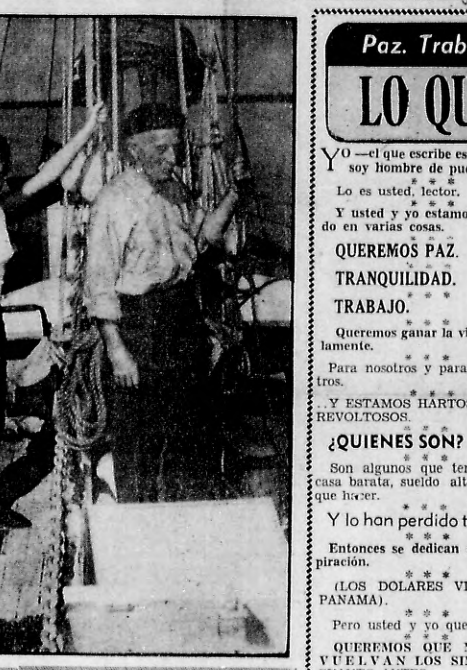 Paz. Trab
LO QU
YO —el que escribe es
soy hombre de pue
* * *
Lo es usted, lector.
* * *
Y usted y yo estamo
do en varias cosas.
* * *
QUEREMOS PAZ.
TRANQUILIDAD.
TRABAJO.
* * *
Queremos ganar la vi
lamente.
* * *
Para nosotros y para
tros.
* * *
..Y ESTAMOS HARTOS
REVOLTOSOS.
* * *
¿QUIENES SON?
* * *
Son algunos que ten
casa barata, sueldo alt
que hacer.
* * *
Y lo han perdido t
* * *
Entonces se dedican
piración.
* * *
(LOS DOLARES VI
PANAMA).
* * *
Pero usted y yo que
* * *
QUEREMOS QUE
VUELVAN LOS SI